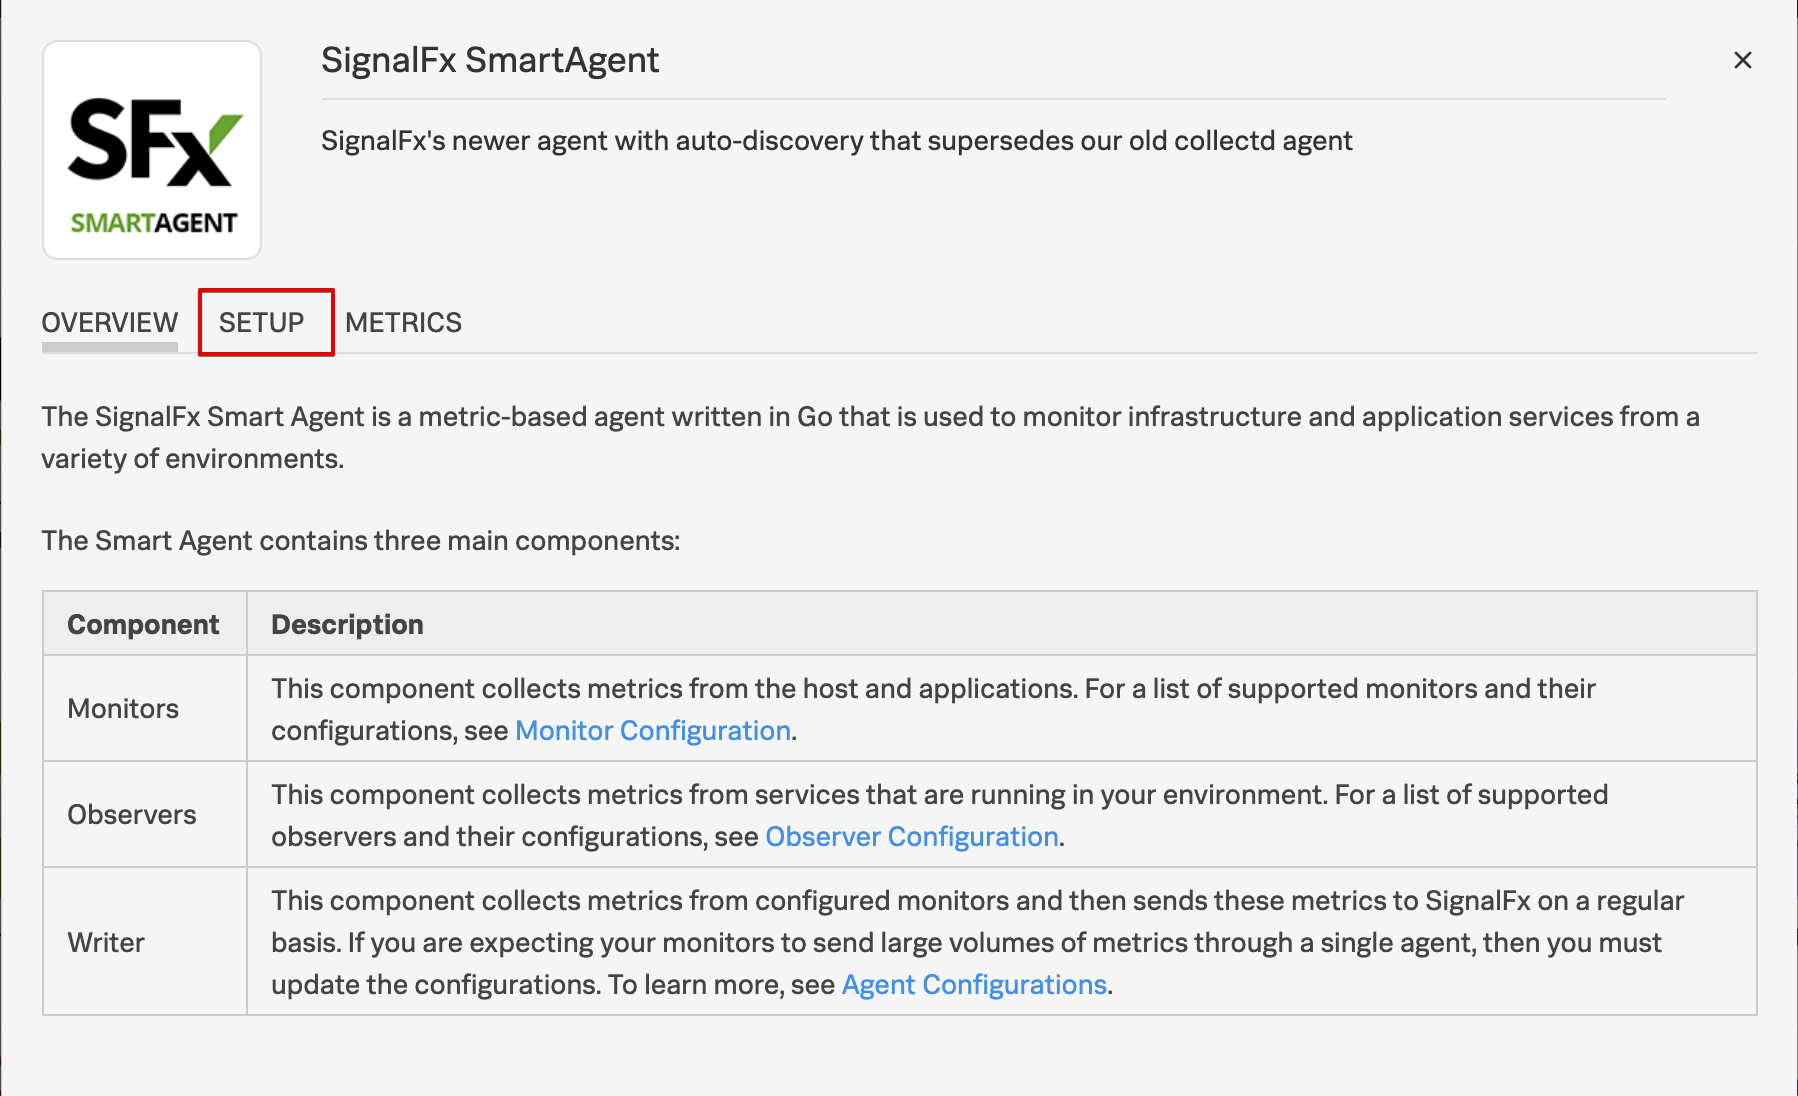 SFx
SMARTAGENT
SignalFx SmartAgent
SignalFx's newer agent with auto-discovery that supersedes our old collectd agent
OVERVIEW SETUP METRICS
The SignalFx Smart Agent is a metric-based agent written in Go that is used to monitor infrastructure and application services from a
variety of environments.
The Smart Agent contains three main components:
Component Description
Monitors
This component collects metrics from the host and applications. For a list of supported monitors and their
configurations, see Monitor Configuration.
Observers
This component collects metrics from services that are running in your environment. For a list of supported
observers and their configurations, see Observer Configuration.
Writer
This component collects metrics from configured monitors and then sends these metrics to SignalFx on a regular
basis. If you are expecting your monitors to send large volumes of metrics through a single agent, then you must
update the configurations. To learn more, see Agent Configurations.